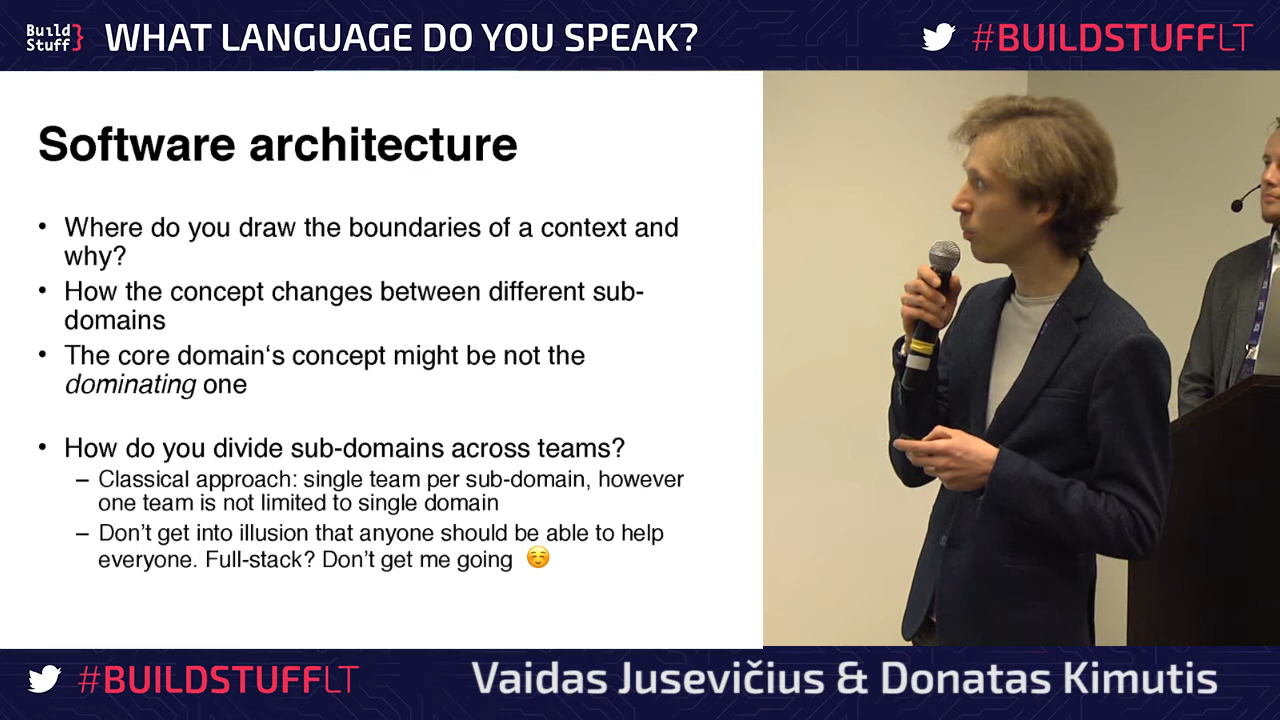 Build
Stuff}
WHAT LANGUAGE DO YOU SPEAK?
#BUILDSTUFFLT
Software architecture
• Where do you draw the boundaries of a context and
why?
• How the concept changes between different sub-
domains
• The core domain‘s concept might be not the
dominating one
• How do you divide sub-domains across teams?
– Classical approach: single team per sub-domain, however
one team is not limited to single domain
– Don’t get into illusion that anyone should be able to help
everyone. Full-stack? Don’t get me going ☺️
#BUILDSTUFFLT
Vaidas Jusevičius & Donatas Kimutis